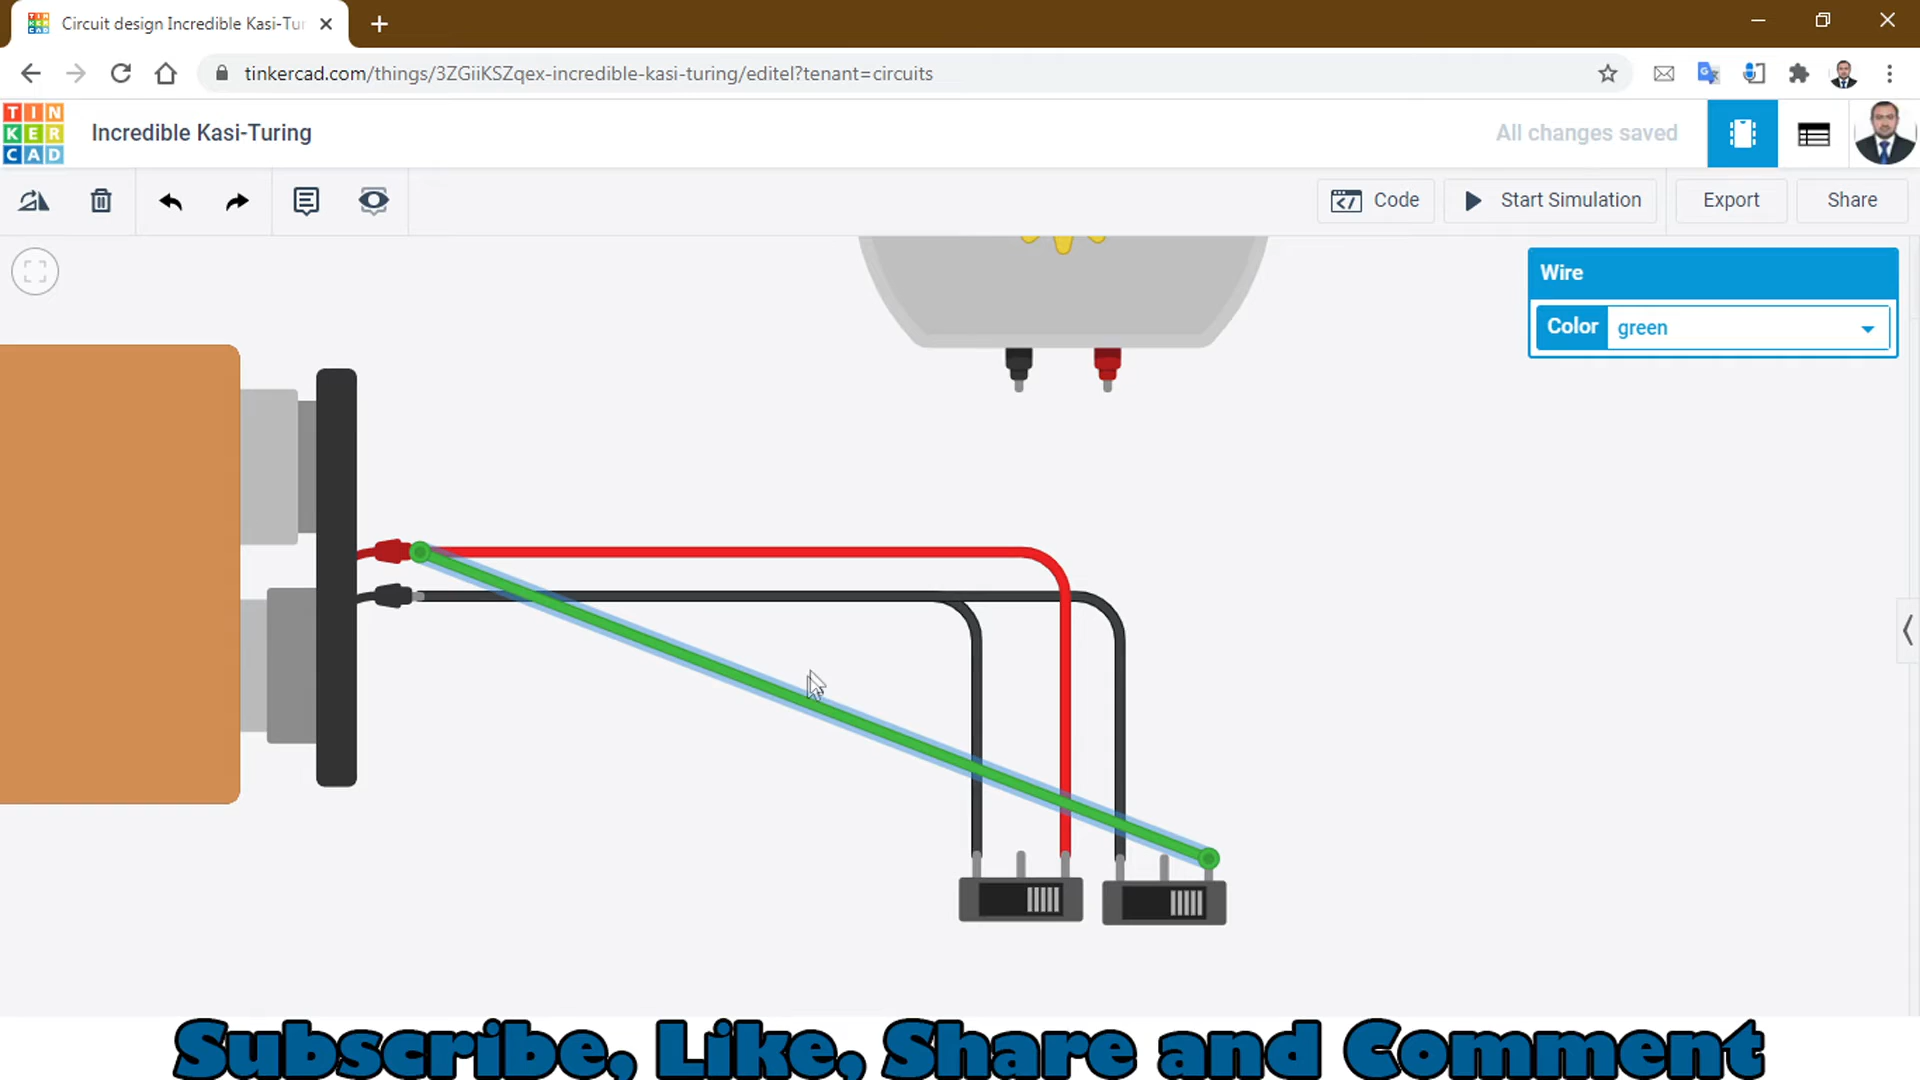 Circuit design Incredible Kasi-Tur
tinkercad.com/things/3ZGiiKSZqex-incredible-kasi-turing/editel?tenant=circuits
TIN
KER
CAD
Incredible Kasi-Turing
All changes saved
Code
Start Simulation
Export
Share
Wire
Color
green
Subscribe, Like, Share and Comment